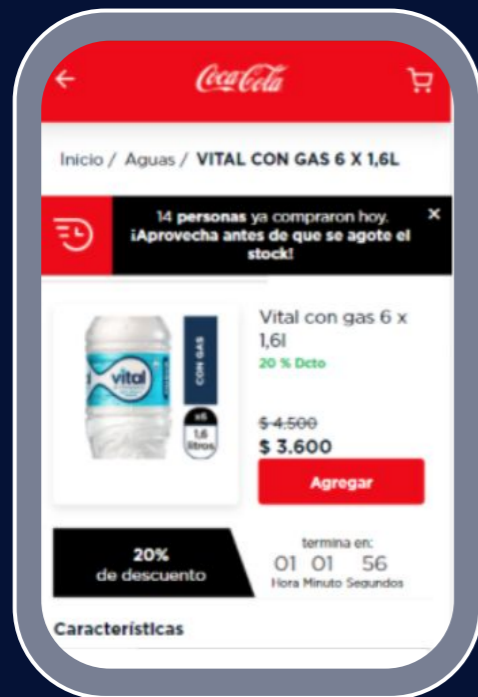 Coca-Cola
Inicio / Aguas / VITAL CON GAS 6 X 1,6L
14 personas ya compraron hoy.
¡Aprovecha antes de que se agote el
stock!
Vital con gas 6 x
1,6l
20 % Dcto
vital
CON GAS
x6
1,6
litros
$ 4.500
$ 3.600
Agregar
20%
de descuento
termina en:
01 01 56
Hora Minuto Segundos
Características